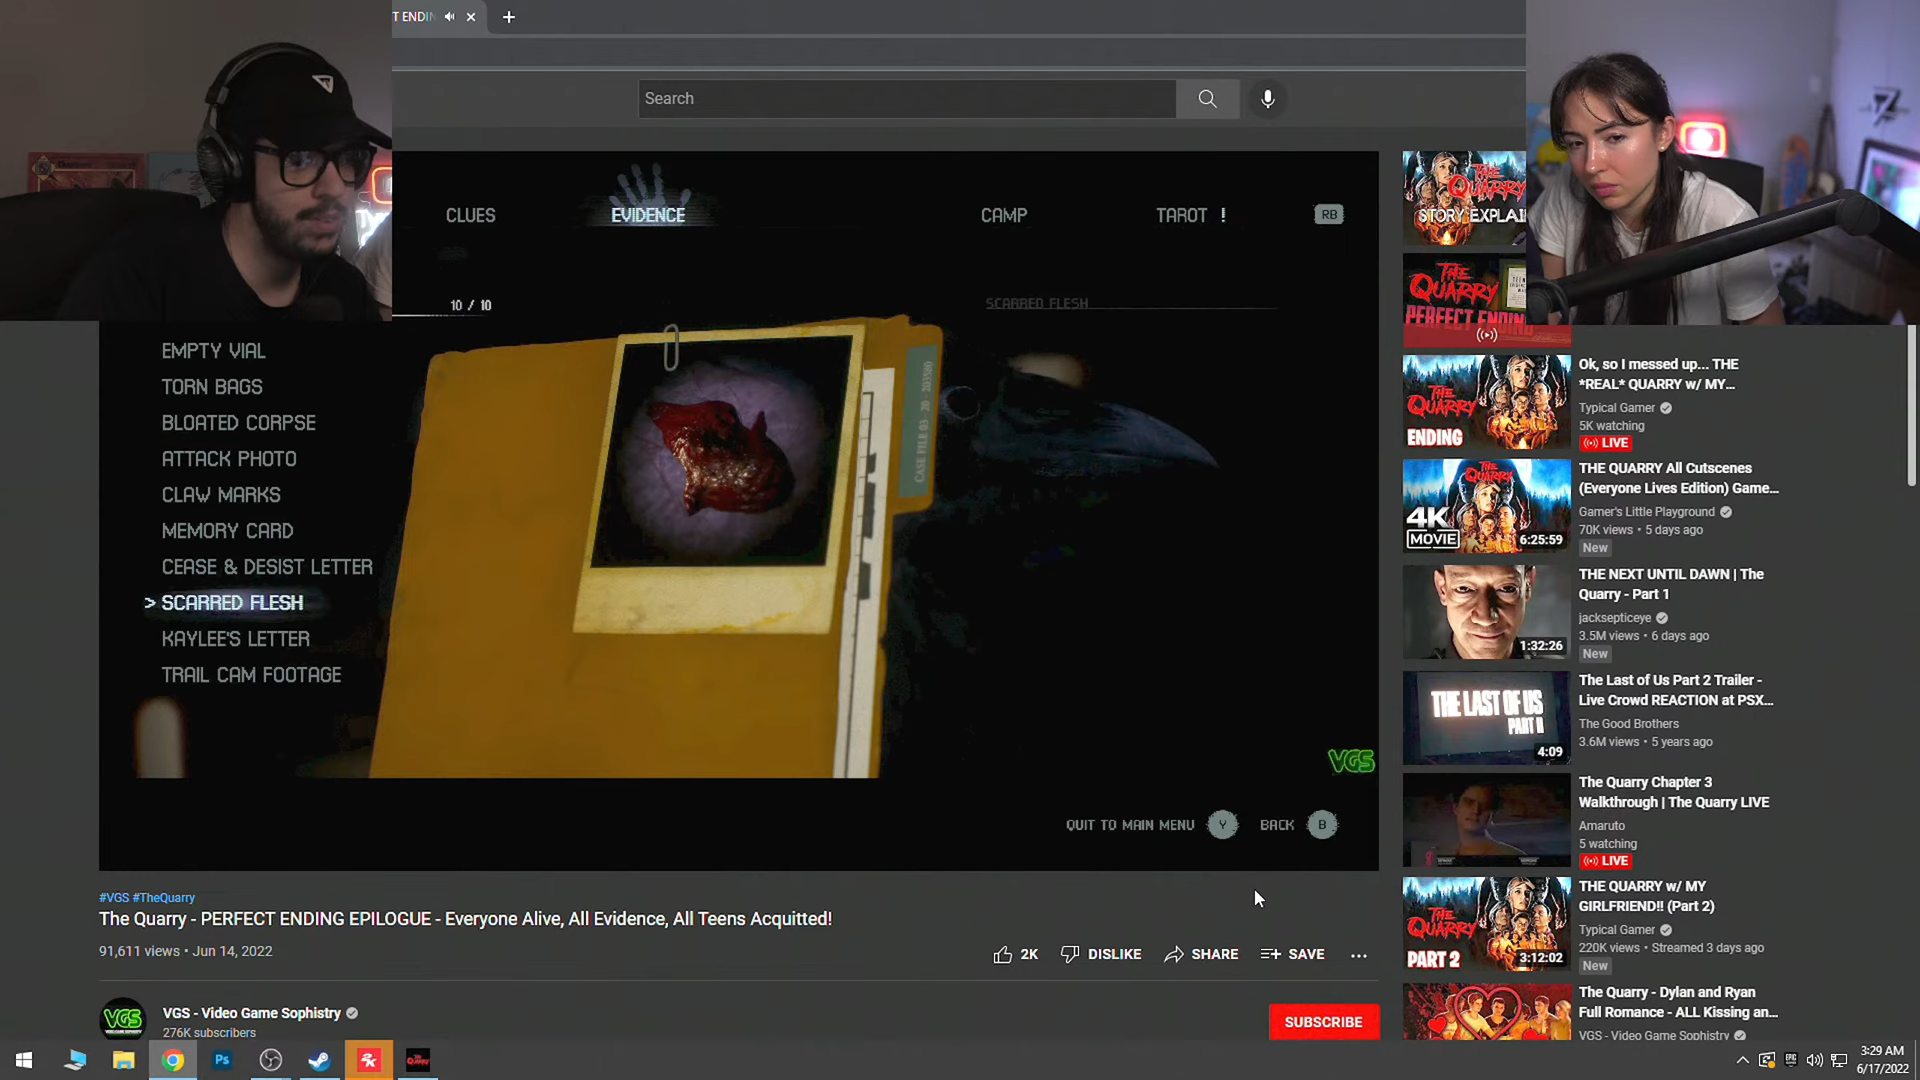 T ENDIN
Search
CLUES
EVIDENCE
CAMP
TAROT !
RB
10 / 10
SCARRED FLESH
EMPTY VIAL
TORN BAGS
BLOATED CORPSE
ATTACK PHOTO
CLAW MARKS
MEMORY CARD
CEASE & DESIST LETTER
> SCARRED FLESH
KAYLEE'S LETTER
TRAIL CAM FOOTAGE
VGS
QUIT TO MAIN MENU Y BACK B
#VGS #TheQuarry
The Quarry - PERFECT ENDING EPILOGUE - Everyone Alive, All Evidence, All Teens Acquitted!
91,611 views • Jun 14, 2022
2K DISLIKE SHARE SAVE
VGS
VGS - Video Game Sophistry
276K subscribers
SUBSCRIBE
THE QUARRY
STORY EXPLAI
THE QUARRY
PERFECT ENDING
THE QUARRY
ENDING
Ok, so I messed up... THE
*REAL* QUARRY w/ MY...
Typical Gamer
5K watching
LIVE
THE QUARRY
4K
MOVIE
6:25:59
THE QUARRY All Cutscenes
(Everyone Lives Edition) Game...
Gamer's Little Playground
70K views • 5 days ago
New
1:32:26
THE NEXT UNTIL DAWN | The
Quarry - Part 1
jacksepticeye
3.5M views • 6 days ago
New
THE LAST OF US
PART II
4:09
The Last of Us Part 2 Trailer -
Live Crowd REACTION at PSX...
The Good Brothers
3.6M views • 5 years ago
The Quarry Chapter 3
Walkthrough | The Quarry LIVE
Amaruto
5 watching
LIVE
THE QUARRY
PART 2
3:12:02
THE QUARRY w/ MY
GIRLFRIEND!! (Part 2)
Typical Gamer
220K views • Streamed 3 days ago
New
The Quarry - Dylan and Ryan
Full Romance - ALL Kissing an...
VGS - Video Game Sophistry
Ps
2K
3:29 AM
6/17/2022